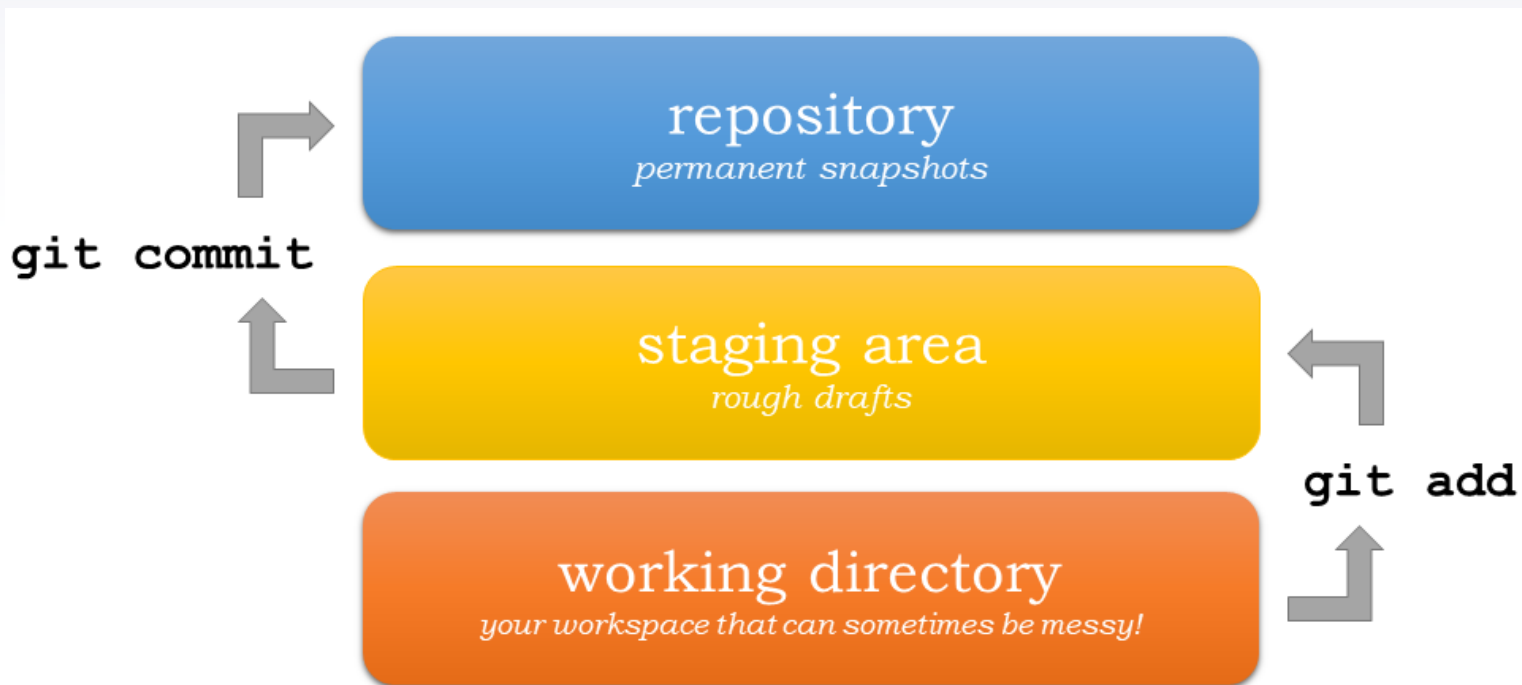 repository
permanent snapshots
git commit
staging area
rough drafts
git add
working directory
your workspace that can sometimes be messy!